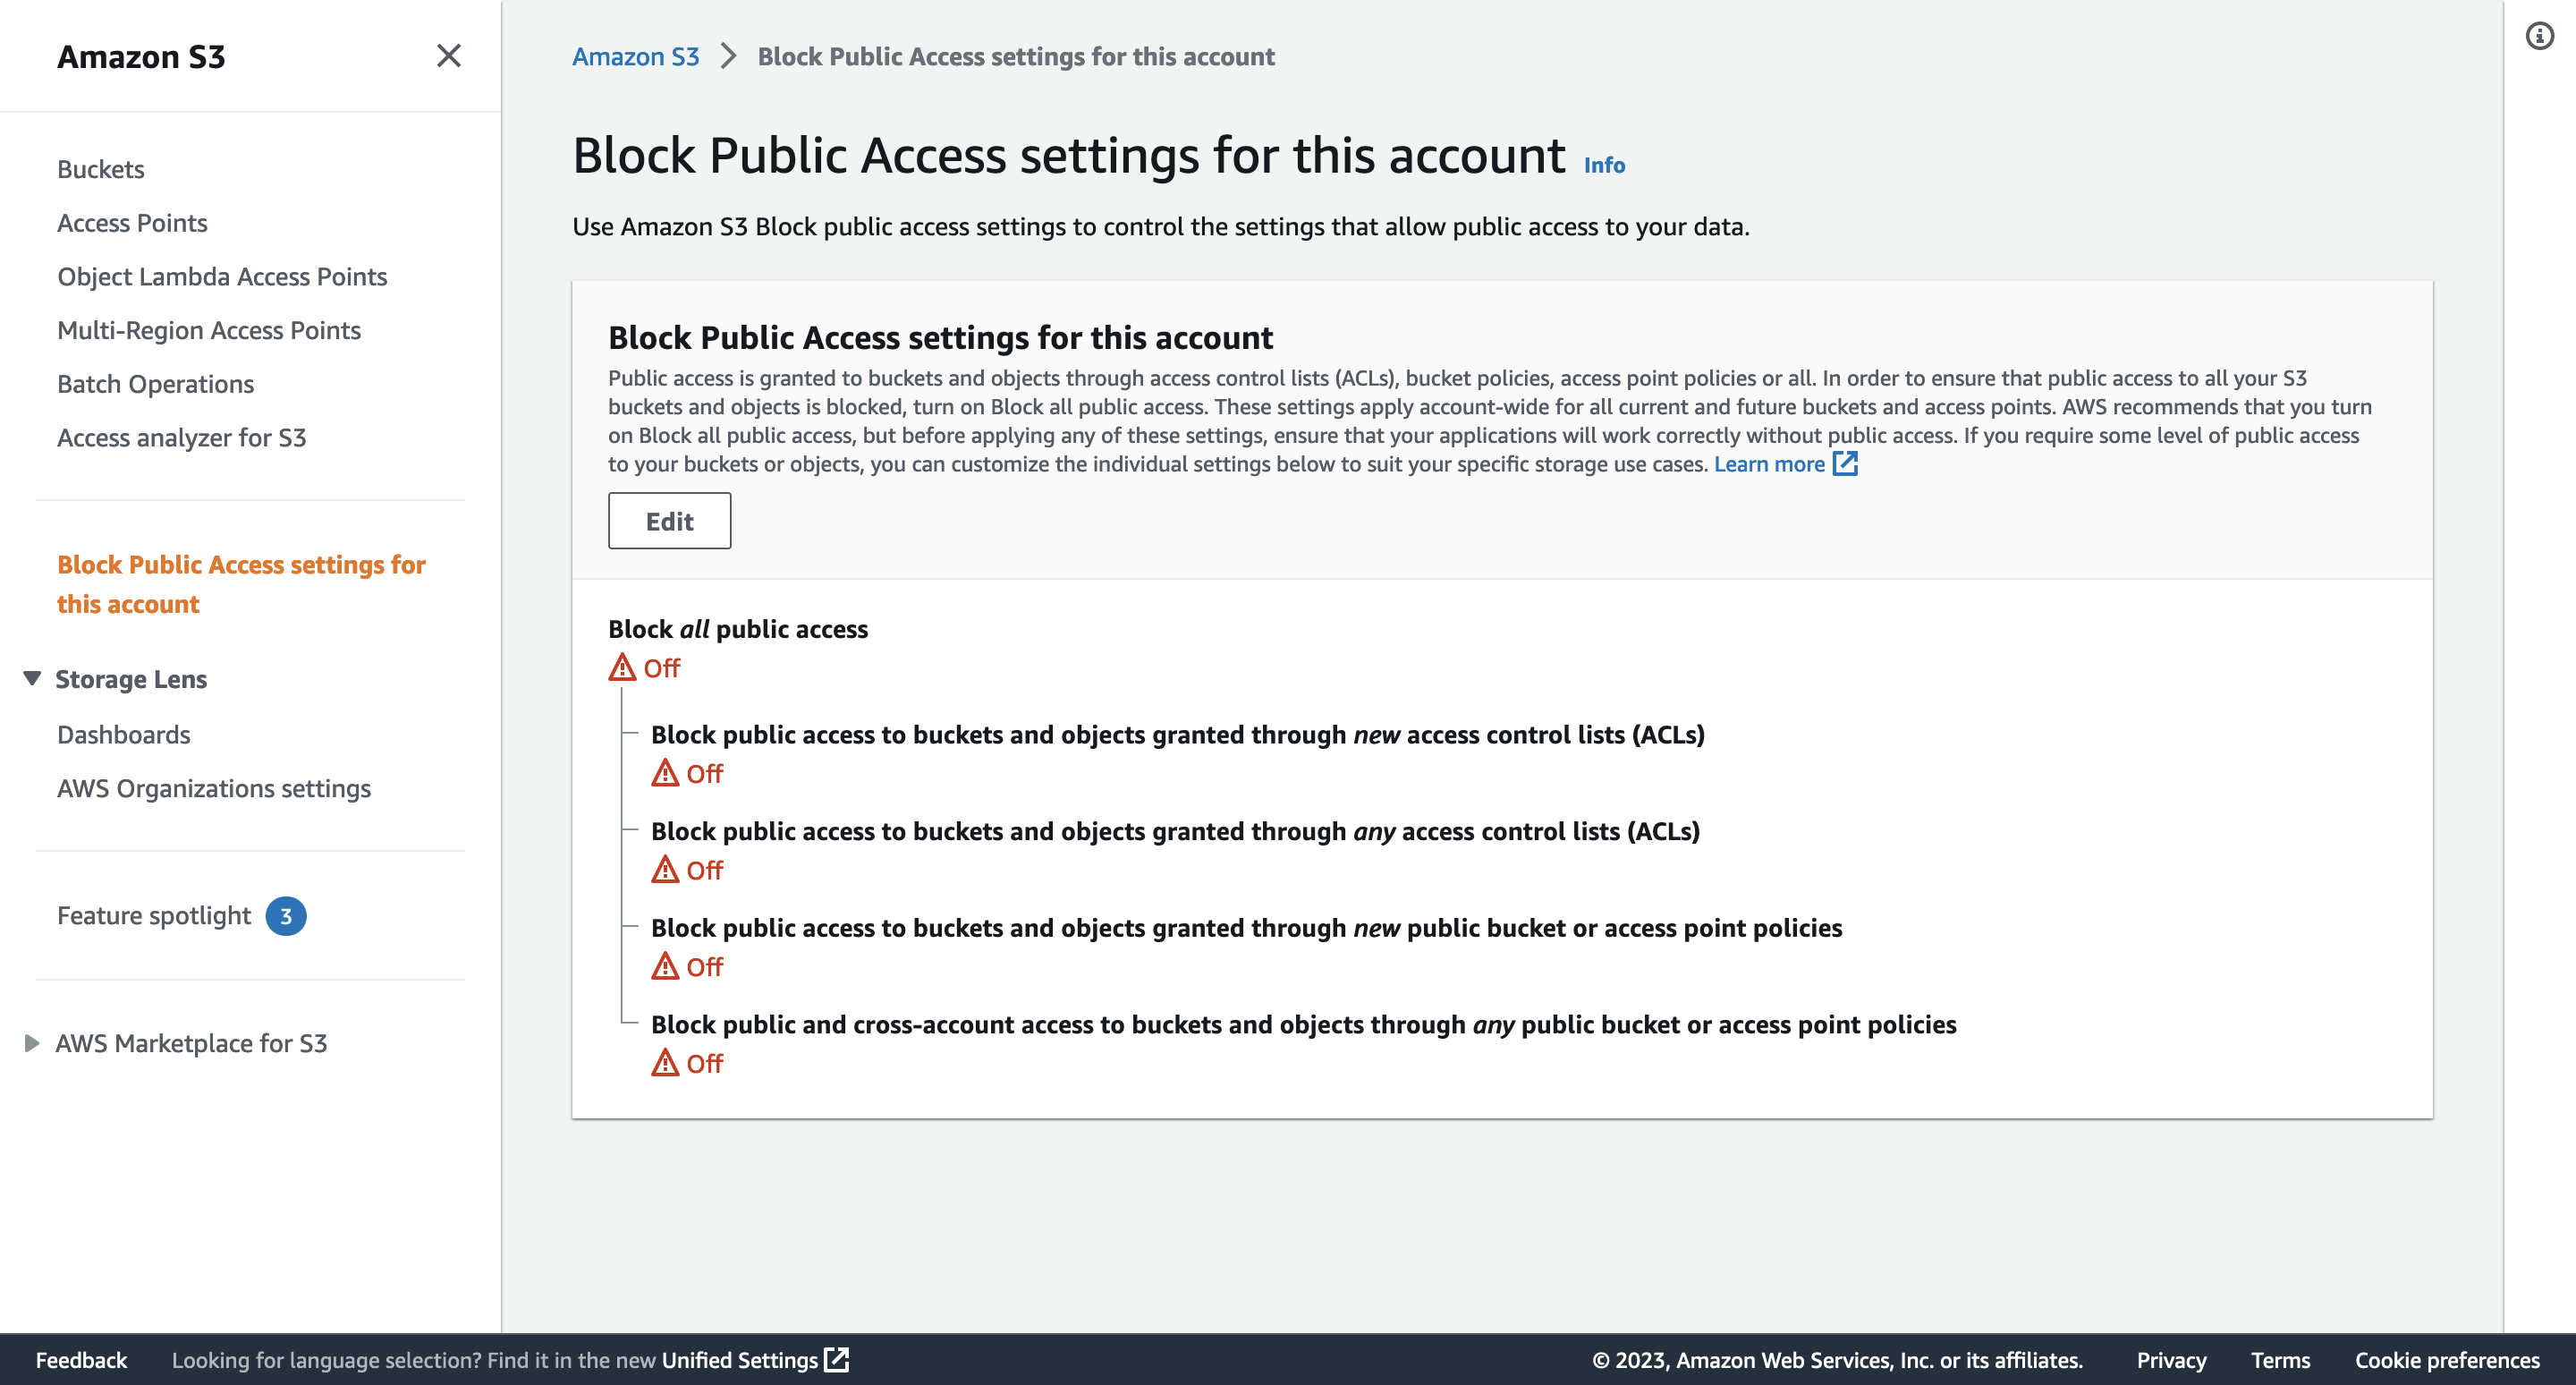 Amazon S3
Buckets
Access Points
Object Lambda Access Points
Multi-Region Access Points
Batch Operations
Access analyzer for S3
Block Public Access settings for
this account
Storage Lens
Dashboards
AWS Organizations settings
Feature spotlight 3
AWS Marketplace for S3
Amazon S3 Block Public Access settings for this account
Block Public Access settings for this account Info
Use Amazon S3 Block public access settings to control the settings that allow public access to your data.
Block Public Access settings for this account
Public access is granted to buckets and objects through access control lists (ACLs), bucket policies, access point policies or all. In order to ensure that public access to all your S3
buckets and objects is blocked, turn on Block all public access. These settings apply account-wide for all current and future buckets and access points. AWS recommends that you turn
on Block all public access, but before applying any of these settings, ensure that your applications will work correctly without public access. If you require some level of public access
to your buckets or objects, you can customize the individual settings below to suit your specific storage use cases. Learn more
Edit
Block all public access
Off
Block public access to buckets and objects granted through new access control lists (ACLs)
Off
Block public access to buckets and objects granted through any access control lists (ACLs)
Off
Block public access to buckets and objects granted through new public bucket or access point policies
Off
Block public and cross-account access to buckets and objects through any public bucket or access point policies
Off
Feedback Looking for language selection? Find it in the new Unified Settings © 2023, Amazon Web Services, Inc. or its affiliates. Privacy Terms Cookie preferences